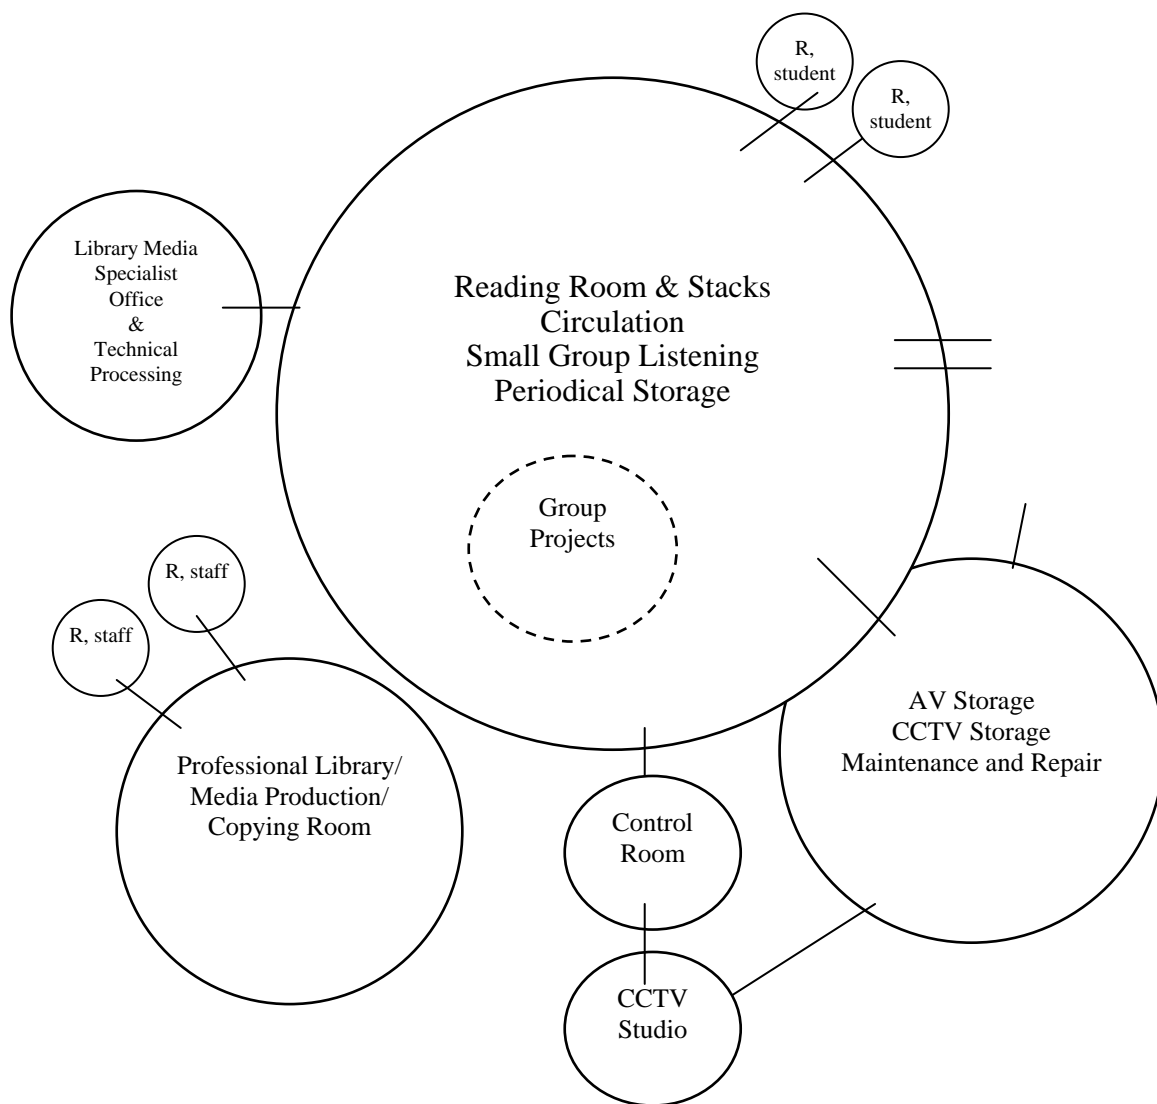 R,
student
R,
student
Library Media
Specialist
Office
&
Technical
Processing
Reading Room & Stacks
Circulation
Small Group Listening
Periodical Storage
Group
Projects
R, staff
R, staff
AV Storage
CCTV Storage
Maintenance and Repair
Professional Library/
Media Production/
Copying Room
Control
Room
CCTV
Studio